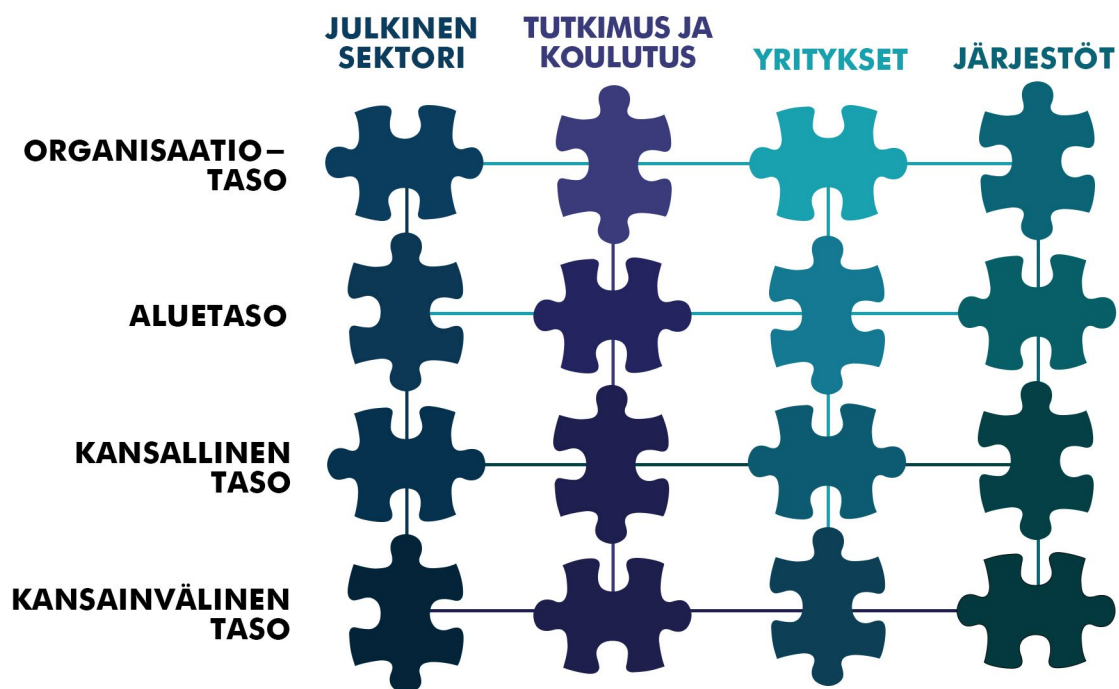 JULKINEN
SEKTORI
TUTKIMUS JA
KOULUTUS
YRITYKSET
JÄRJESTÖT
ORGANISAATIO–
TASO
ALUETASO
KANSALLINEN
TASO
KANSAINVÄLINEN
TASO